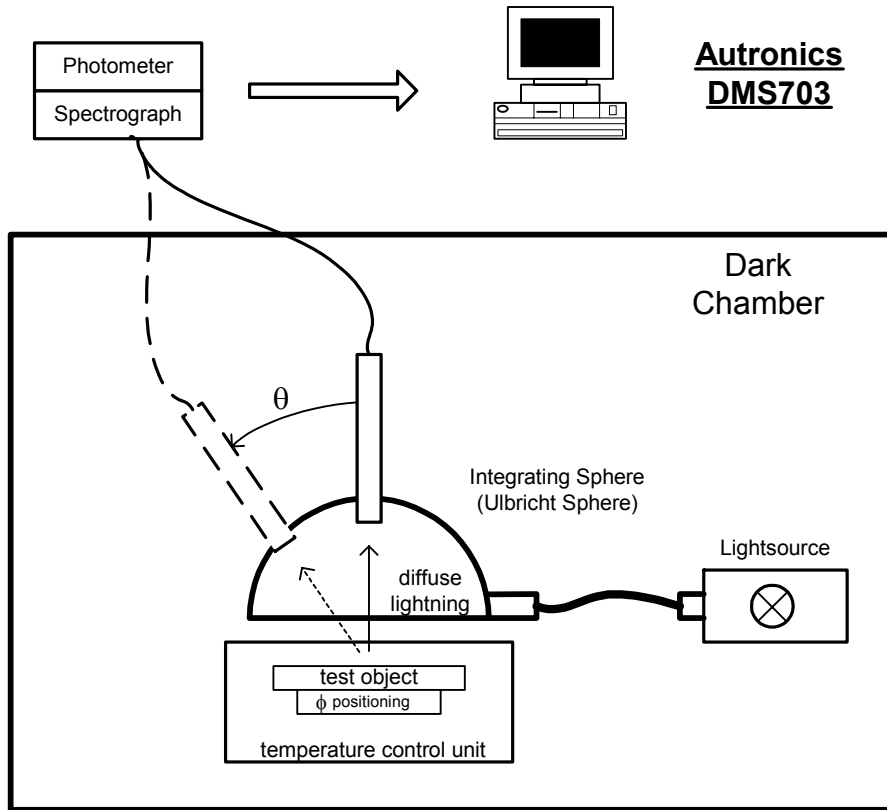 Photometer
Spectrograph
Autronics
DMS703
Dark
Chamber
θ
Integrating Sphere
(Ulbricht Sphere)
Lightsource
diffuse
lightning
test object
ϕ positioning
temperature control unit